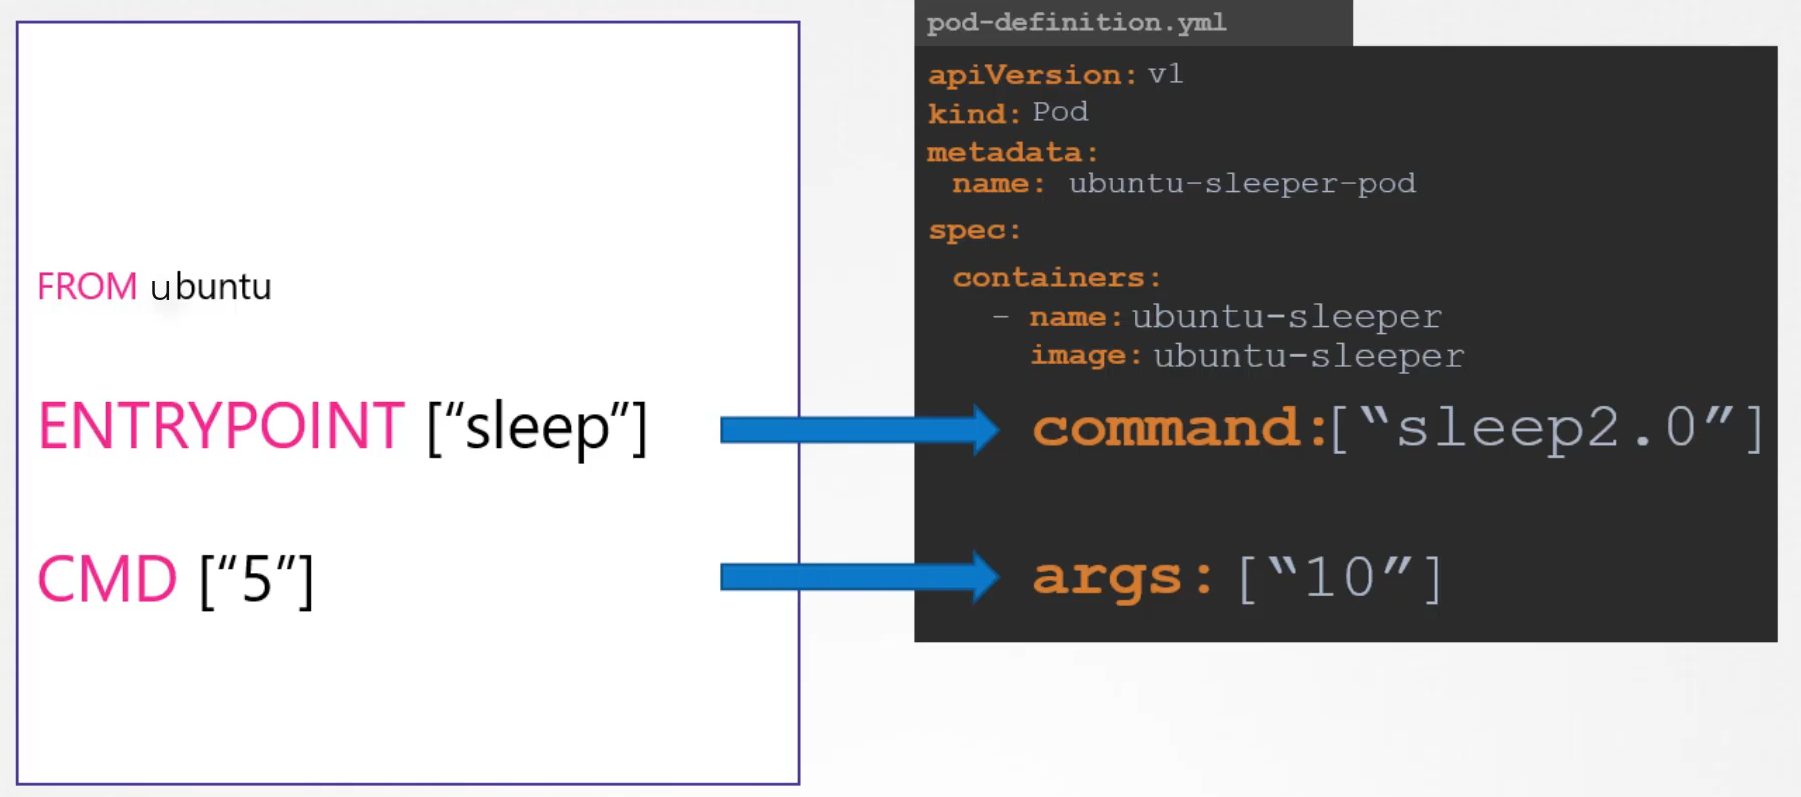 FROM ubuntu
ENTRYPOINT [“sleep”]
CMD [“5”]
pod-definition.yml
apiVersion: v1
kind: Pod
metadata:
name: ubuntu-sleeper-pod
spec:
containers:
- name: ubuntu-sleeper
image: ubuntu-sleeper
command:[“sleep2.0”]
args: [“10”]